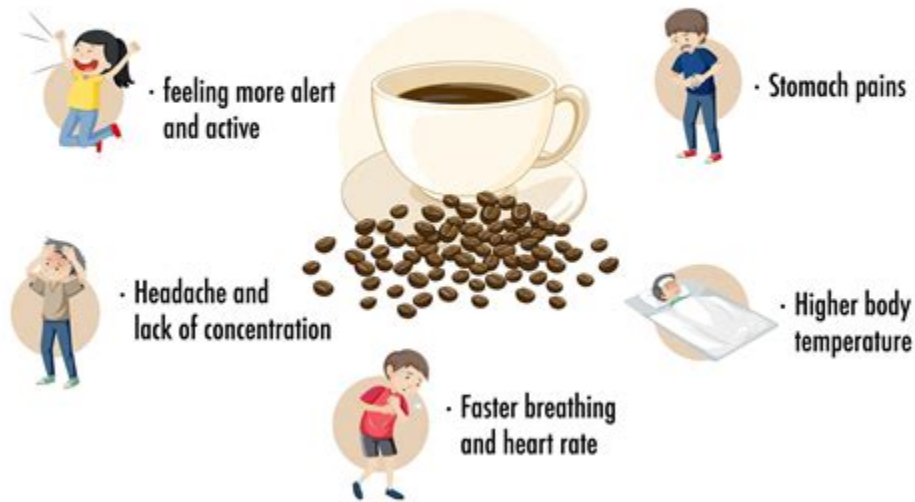 · feeling more alert
and active
· Stomach pains
· Headache and
lack of concentration
· Higher body
temperature
· Faster breathing
and heart rate